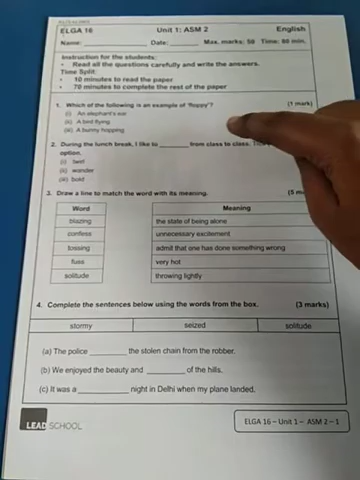 ELGA 16 Unit 1: ASM 2 English
Name: Date: Max. marks: 50 Time: 80 min.
Instruction for the students:
• Read all the questions carefully and write the answers.
Time Split:
• 10 minutes to read the paper
• 70 minutes to complete the rest of the paper
1. Which of the following is an example of 'floppy'? (1 mark)
(i) An elephant's ear
(ii) A bird flying
(iii) A bunny hopping
2. During the lunch break, I like to ________ from class to class.
option.
(i) twirl
(ii) wander
(iii) build
3. Draw a line to match the word with its meaning. (5
Word Meaning
blazing the state of being alone
confess unnecessary excitement
tossing admit that one has done something wrong
fuss very hot
solitude throwing lightly
4. Complete the sentences below using the words from the box. (3 marks)
stormy seized solitude
(a) The police ________ the stolen chain from the robber.
(b) We enjoyed the beauty and ________ of the hills.
(c) It was a ___________ night in Delhi when my plane landed.
LEAD SCHOOL
ELGA 16 – Unit 1 – ASM 2 – 1